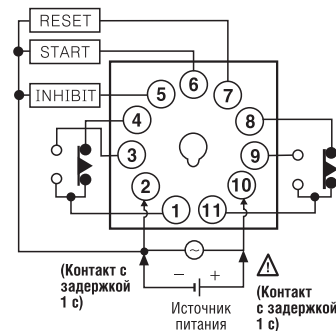 RESET
START
INHIBIT
6
5
7
4
8
3
9
2
10
1
11
(Контакт с
задержкой
1 с)
− +
Источник
питания
(Контакт
с задержкой
1 с)